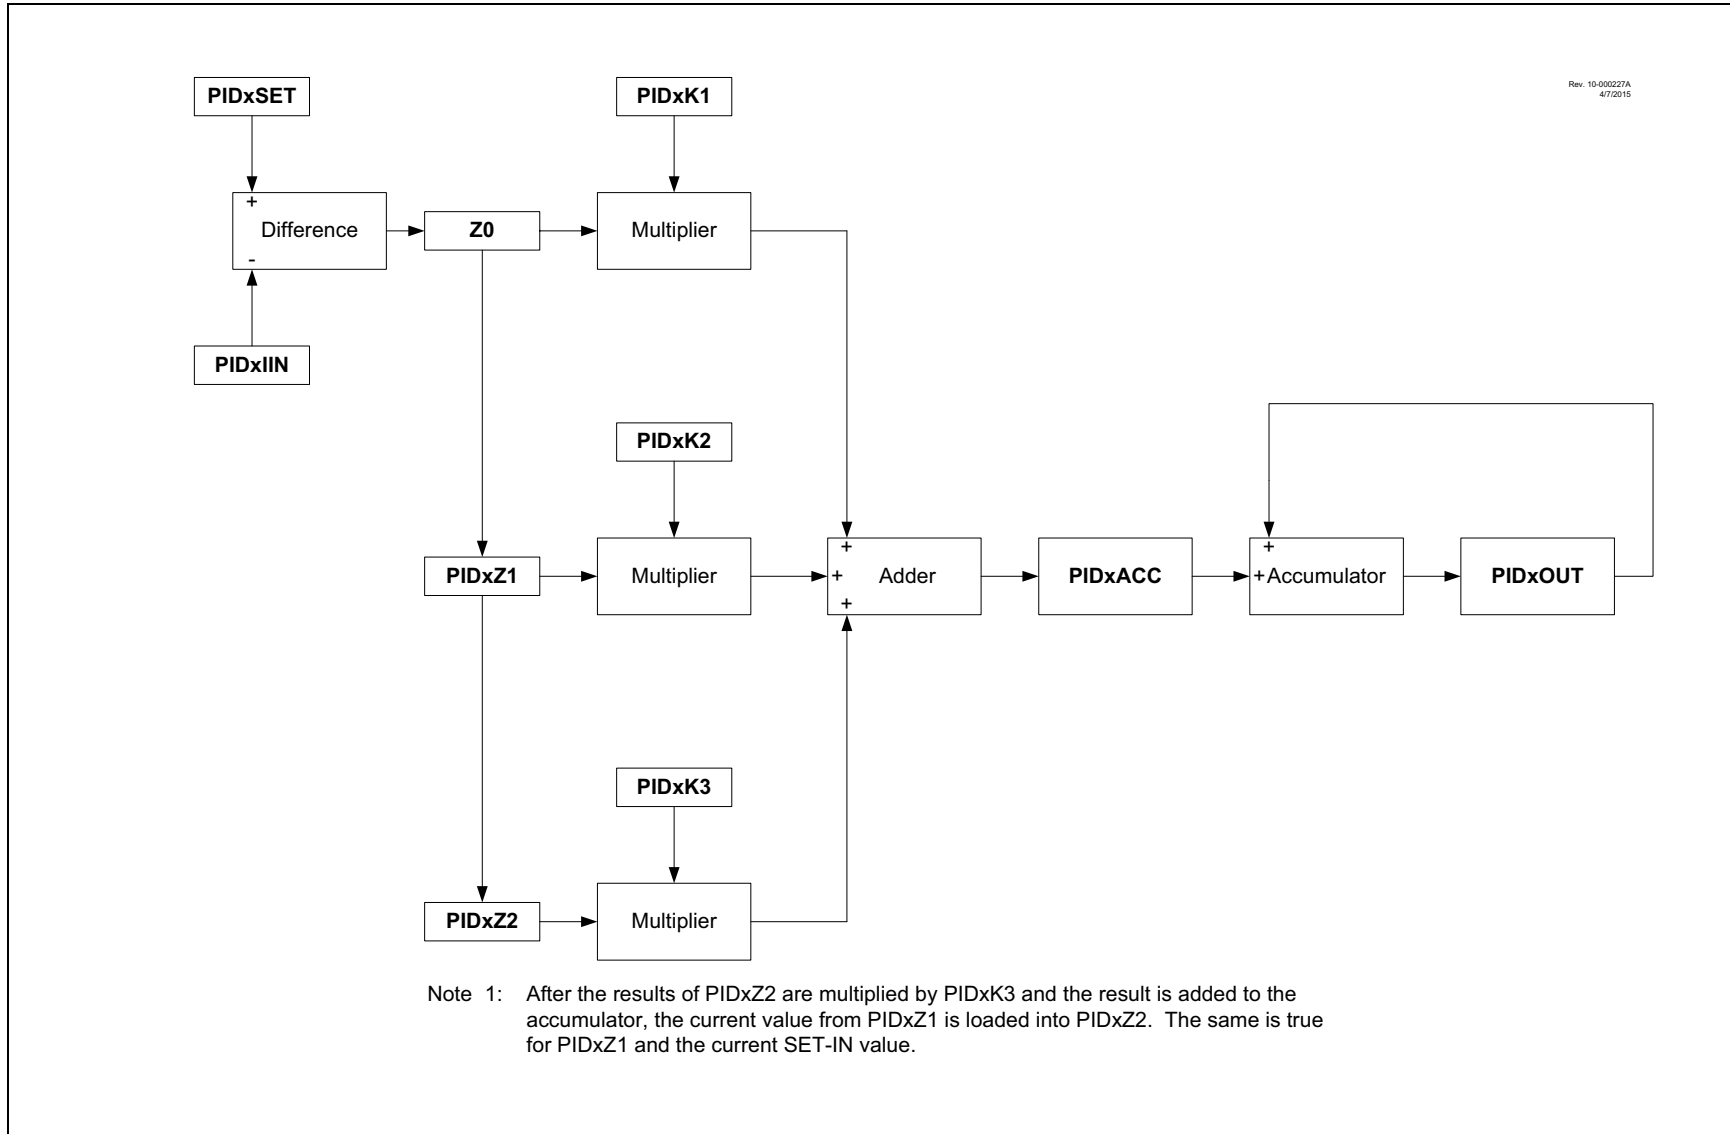 Rev. 10-000227A
4/7/2015
PIDxSET
PIDxK1
+
Difference
-
Z0
Multiplier
PIDxIIN
PIDxK2
PIDxZ1
Multiplier
+
+
+
Adder
PIDxACC
+
+
Accumulator
PIDxOUT
PIDxK3
PIDxZ2
Multiplier
Note 1: After the results of PIDxZ2 are multiplied by PIDxK3 and the result is added to the
accumulator, the current value from PIDxZ1 is loaded into PIDxZ2. The same is true
for PIDxZ1 and the current SET-IN value.